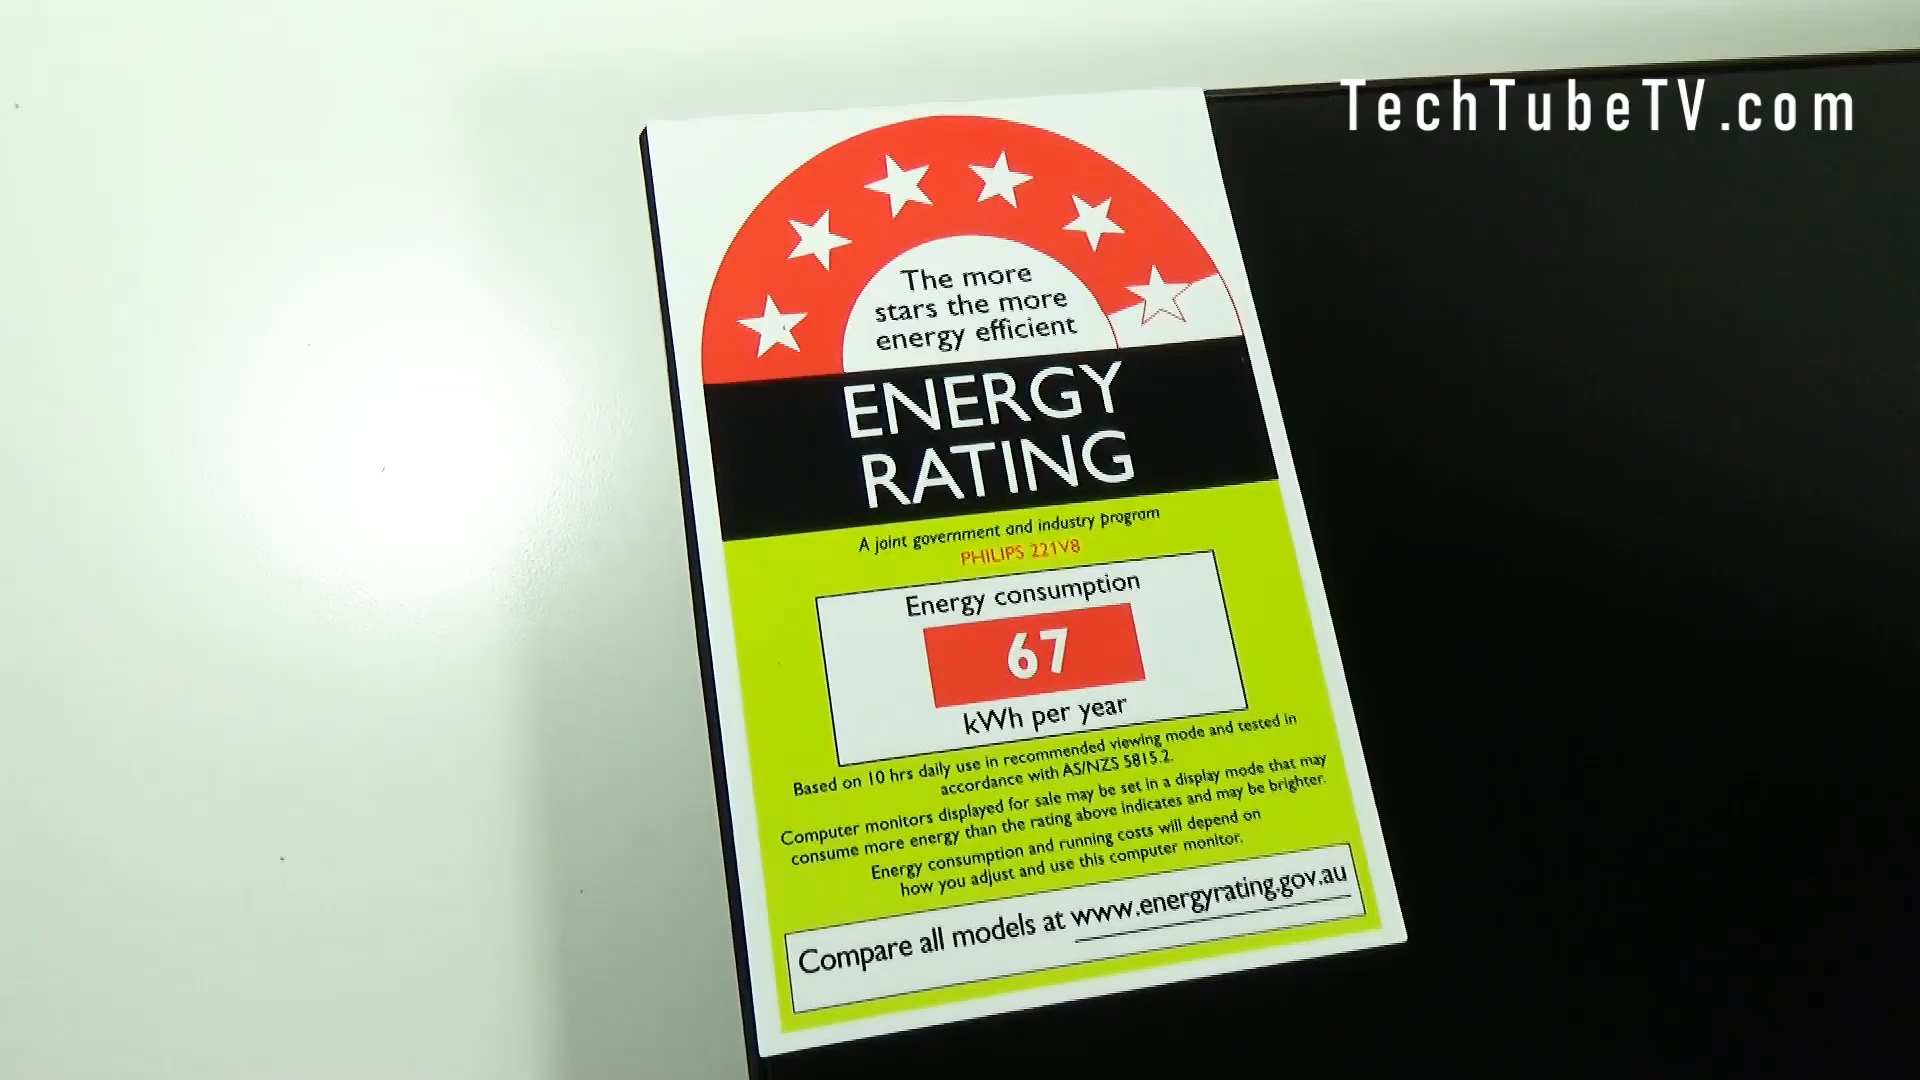 TechTubeTV.com
The more
stars the more
energy efficient
ENERGY
RATING
A joint government and industry program
PHILIPS 221V8
Energy consumption
67
kWh per year
Based on 10 hrs daily use in recommended viewing mode and tested in
accordance with AS/NZS 5815.2.
Computer monitors displayed for sale may be set in a display mode that may
consume more energy than the rating above indicates and may be brighter.
Energy consumption and running costs will depend on
how you adjust and use this computer monitor.
Compare all models at www.energyrating.gov.au